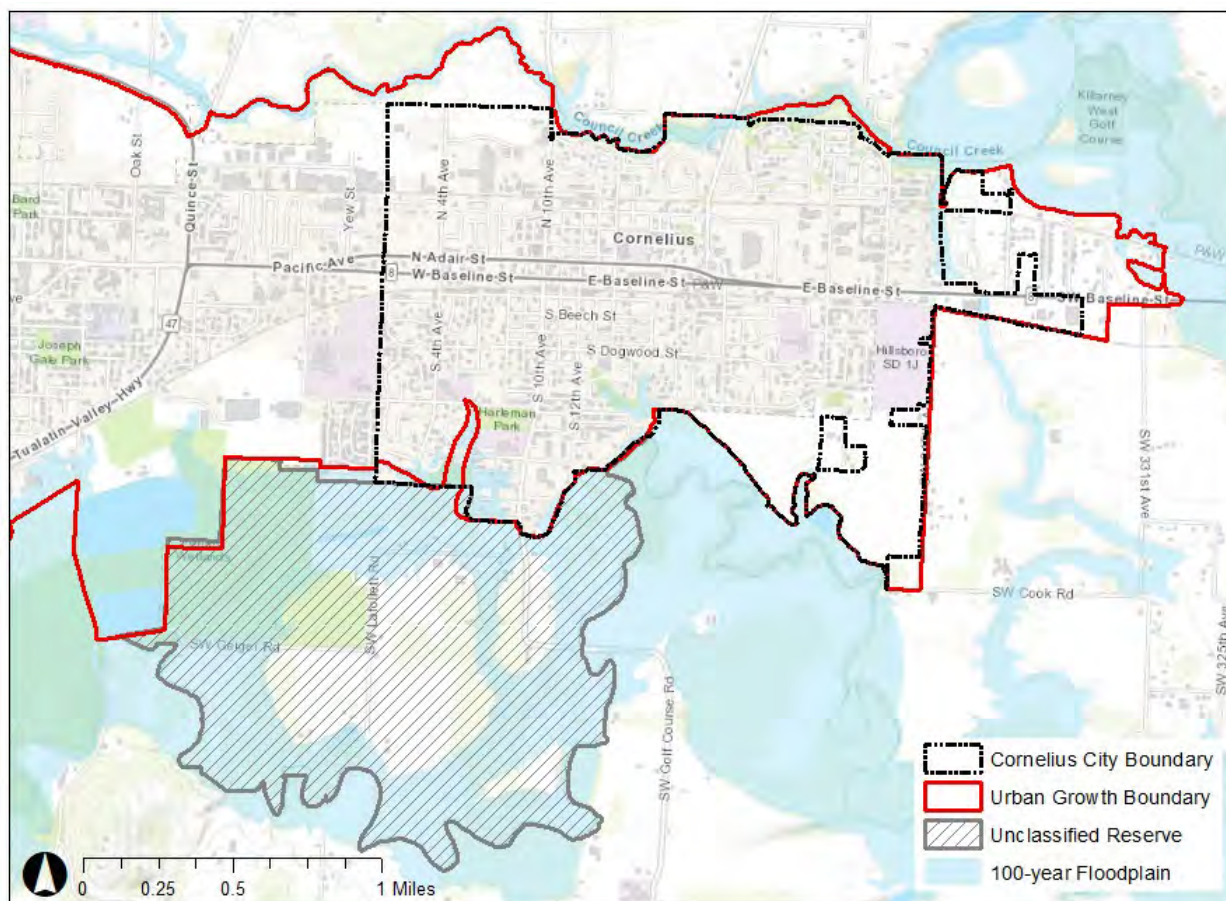 Killarney
West
Golf
Course
Council Creek
Council Creek
Oak St
Quince-St
Bard
Park
Yew St
N 4th Ave
N 10th Ave
Cornelius
P&W
Pacific-Ave
N-Adair-St
8
W-Baseline-St
E-Baseline-St
P&W
E-Baseline-St
8
SW-Baseline-St
47
S Beech St
S 4th Ave
S Dogwood St
Hillsboro
SD 1J
Joseph
Gale Park
S 10th Ave
S 12th Ave
Harleman
Park
Tualatin-Valley-Hwy
SW 331st Ave
SW Cook Rd
SW Geiger Rd
SW Lafollett Rd
SW Golf Course Rd
SW 325th Ave
Cornelius City Boundary
Urban Growth Boundary
Unclassified Reserve
100-year Floodplain
0 0.25 0.5 1 Miles